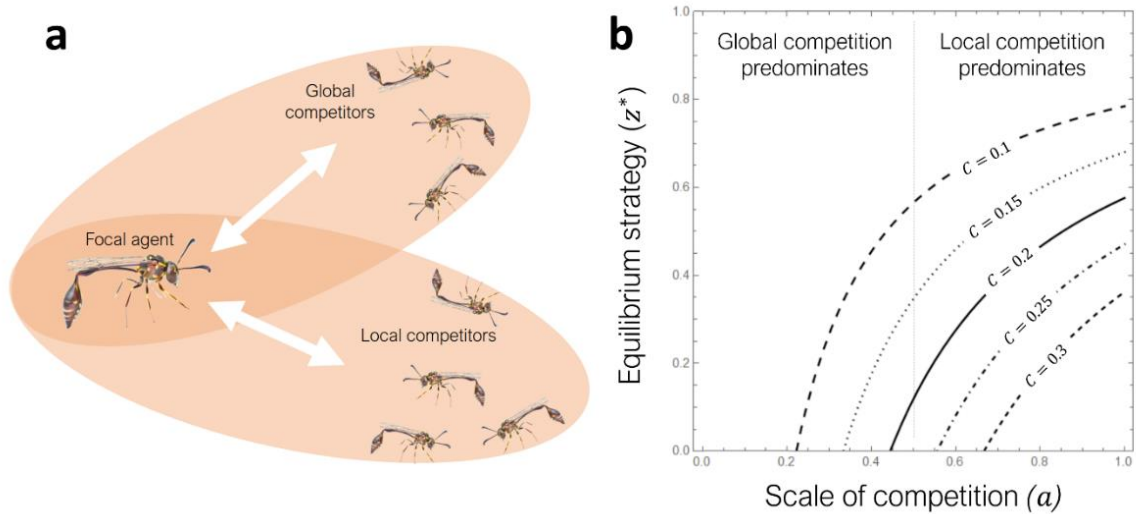 a
Global
competitors
Focal agent
Local competitors
b
Global competition
predominates
Local competition
predominates
Equilibrium strategy (z*)
1.0
0.8
0.6
0.4
0.2
0.0
C = 0.1
C = 0.15
C = 0.2
C = 0.25
C = 0.3
0.0 0.2 0.4 0.6 0.8 1.0
Scale of competition (a)